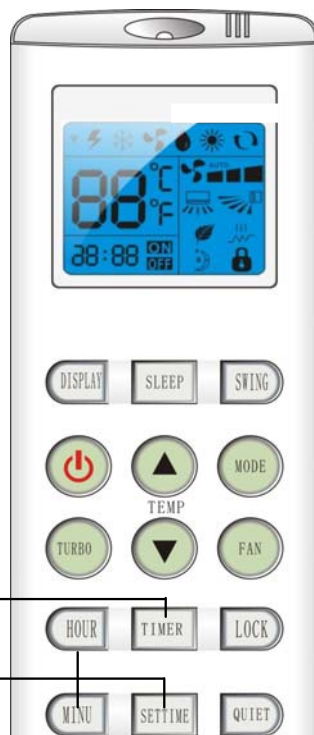 AUTO
88 °C
°F
88:88 ON
OFF
DISPLAY SLEEP SWING
MODE
TEMP
TURBO FAN
HOUR TIMER LOCK
MINU SETTIME QUIET